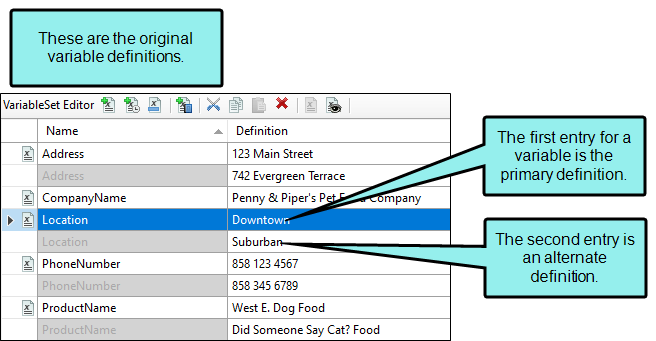 These are the original
variable definitions.
VariableSet Editor
Name Definition
Address 123 Main Street
Address 742 Evergreen Terrace
CompanyName Penny & Piper's Pet Food Company
Location Downtown
Location Suburban
PhoneNumber 858 123 4567
PhoneNumber 858 345 6789
ProductName West E. Dog Food
ProductName Did Someone Say Cat? Food
The first entry for a
variable is the
primary definition.
The second entry is
an alternate
definition.